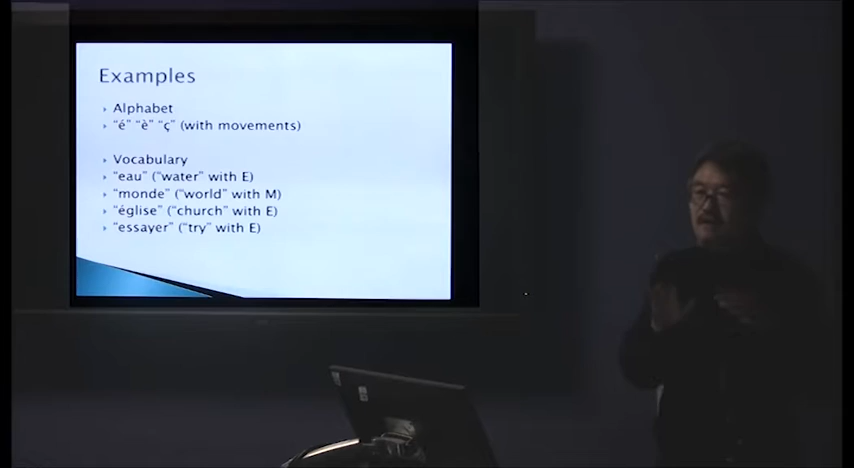 Examples
Alphabet
“é” “è” “ç” (with movements)
Vocabulary
“eau” (“water” with E)
“monde” (“world” with M)
“église” (“church” with E)
“essayer” (“try” with E)